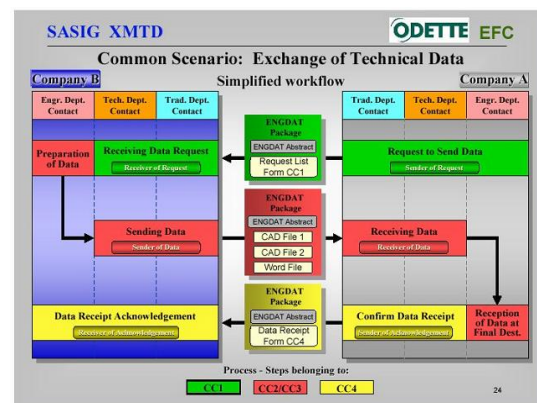 SASIG XMTD
ODETTE EFC
Common Scenario: Exchange of Technical Data
Company B
Simplified workflow
Company A
Engr. Dept. Contact
Tech. Dept. Contact
Trad. Dept. Contact
Trad. Dept. Contact
Tech. Dept. Contact
Engr. Dept. Contact
ENGDAT
Package
ENGDAT Abstract
Request List
Form CC1
Preparation
of Data
Receiving Data Request
Receiver of Request
Request to Send Data
Sender of Request
ENGDAT
Package
ENGDAT Abstract
CAD File 1
CAD File 2
Word File
Sending Data
Sender of Data
Receiving Data
Receiver of Data
ENGDAT
Package
ENGDAT Abstract
Data Receipt
Form CC4
Data Receipt Acknowledgement
Receiver of Acknowledgement
Confirm Data Receipt
Sender of Acknowledgement
Reception
of Data at
Final Dest.
Process - Steps belonging to:
CC1
CC2/CC3
CC4
24